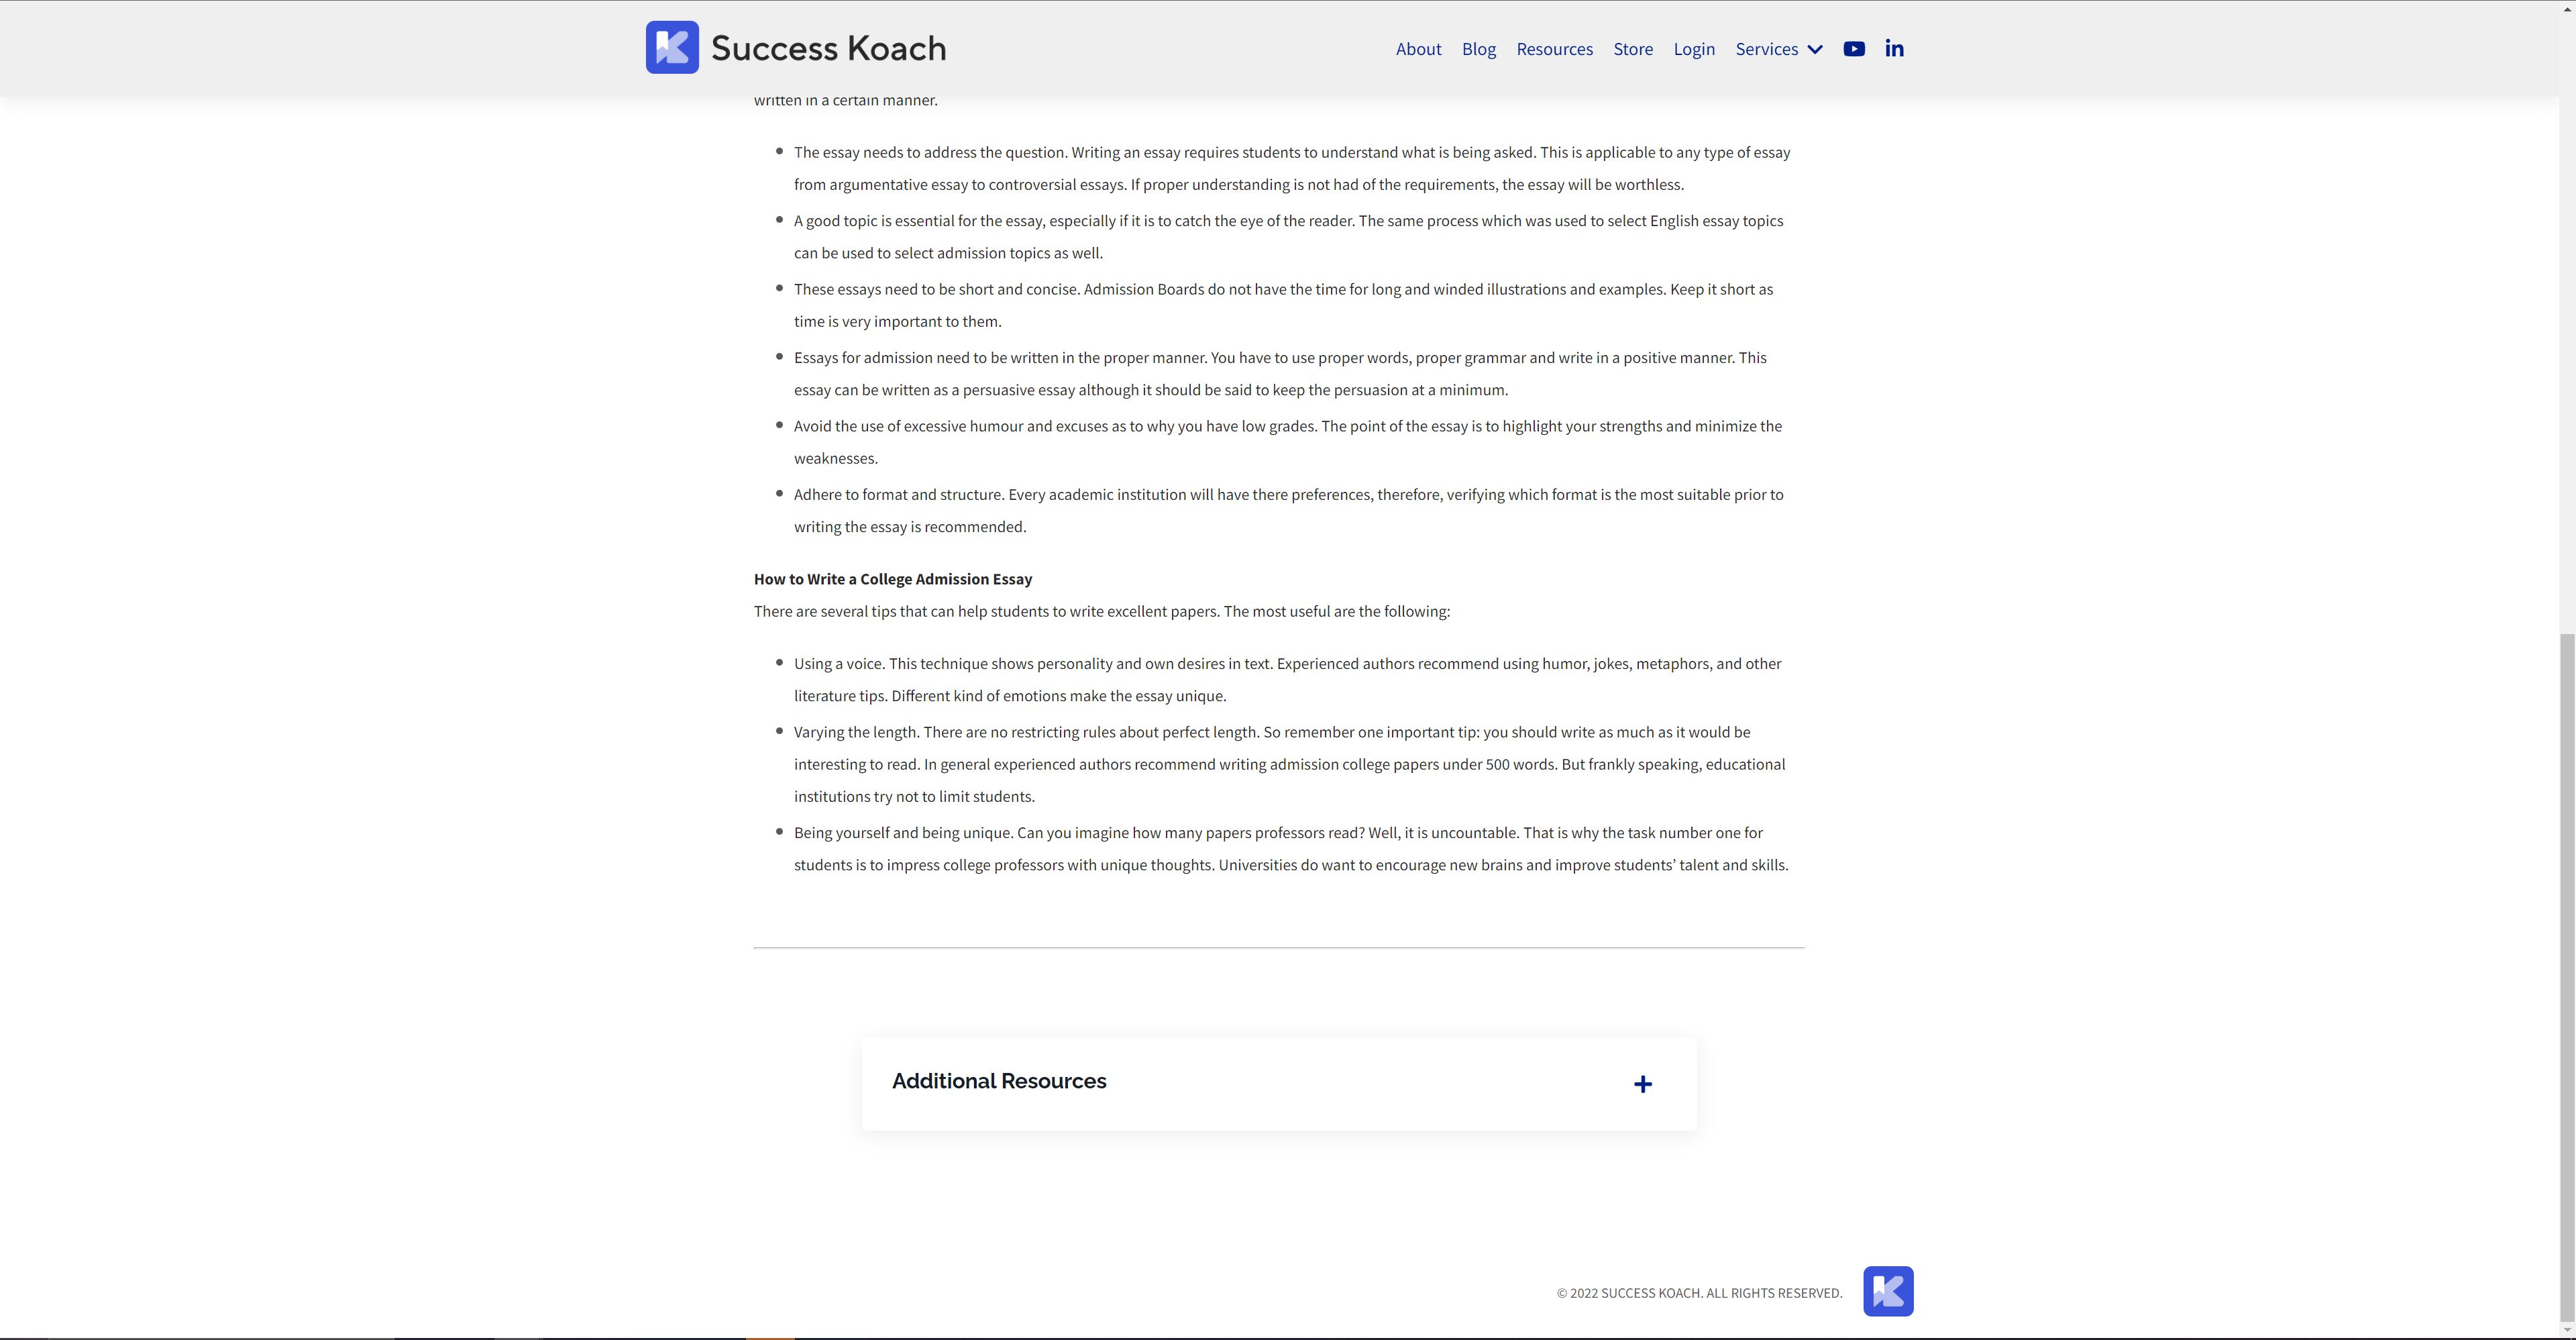 Success Koach
About Blog Resources Store Login Services
written in a certain manner.
The essay needs to address the question. Writing an essay requires students to understand what is being asked. This is applicable to any type of essay
from argumentative essay to controversial essays. If proper understanding is not had of the requirements, the essay will be worthless.
A good topic is essential for the essay, especially if it is to catch the eye of the reader. The same process which was used to select English essay topics
can be used to select admission topics as well.
These essays need to be short and concise. Admission Boards do not have the time for long and winded illustrations and examples. Keep it short as
time is very important to them.
Essays for admission need to be written in the proper manner. You have to use proper words, proper grammar and write in a positive manner. This
essay can be written as a persuasive essay although it should be said to keep the persuasion at a minimum.
Avoid the use of excessive humour and excuses as to why you have low grades. The point of the essay is to highlight your strengths and minimize the
weaknesses.
Adhere to format and structure. Every academic institution will have there preferences, therefore, verifying which format is the most suitable prior to
writing the essay is recommended.
How to Write a College Admission Essay
There are several tips that can help students to write excellent papers. The most useful are the following:
Using a voice. This technique shows personality and own desires in text. Experienced authors recommend using humor, jokes, metaphors, and other
literature tips. Different kind of emotions make the essay unique.
Varying the length. There are no restricting rules about perfect length. So remember one important tip: you should write as much as it would be
interesting to read. In general experienced authors recommend writing admission college papers under 500 words. But frankly speaking, educational
institutions try not to limit students.
Being yourself and being unique. Can you imagine how many papers professors read? Well, it is uncountable. That is why the task number one for
students is to impress college professors with unique thoughts. Universities do want to encourage new brains and improve students’ talent and skills.
Additional Resources
© 2022 SUCCESS KOACH. ALL RIGHTS RESERVED.